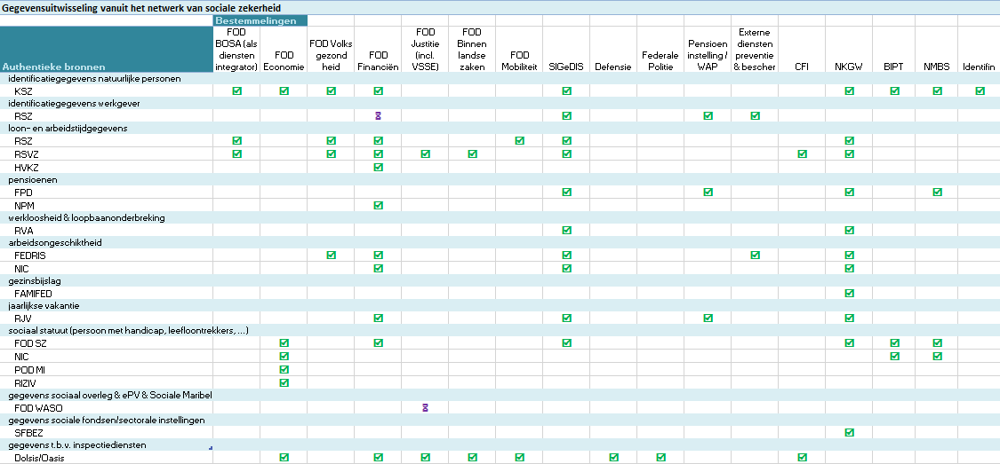 Gegevensuitwisseling vanuit het netwerk van sociale zekerheid
Bestemmelingen
Authentieke bronnen
FOD
BOSA (als
diensten
integrator)
FOD
Economie
FOD Volks
gezond
heid
FOD
Financiën
FOD
Justitie
(incl.
VSSE)
FOD
Binnen
landse
zaken
FOD
Mobiliteit
SIGeDIS
Defensie
Federale
Politie
Pensioen
instelling /
WAP
Externe
diensten
preventie
& bescher
CFI
NKGW
BIPT
NMBS
Identifin
identificatiegegevens natuurlijke personen
KSZ
identificatiegegevens werkgever
RSZ
loon- en arbeidstijdgegevens
RSZ
RSVZ
HVKZ
pensioenen
FPD
NPM
werkloosheid & loopbaanonderbreking
RVA
arbeidsongeschiktheid
FEDRIS
NIC
gezinsbijslag
FAMIFED
jaarlijkse vakantie
RJV
sociaal statuut (persoon met handicap, leefloontrekkers, ...)
FOD SZ
NIC
POD MI
RIZIV
gegevens sociaal overleg & ePV & Sociale Maribel
FOD WASO
gegevens sociale fondsen/sectorale instellingen
SFBEZ
gegevens t.b.v. inspectiediensten
Dolsis/Oasis